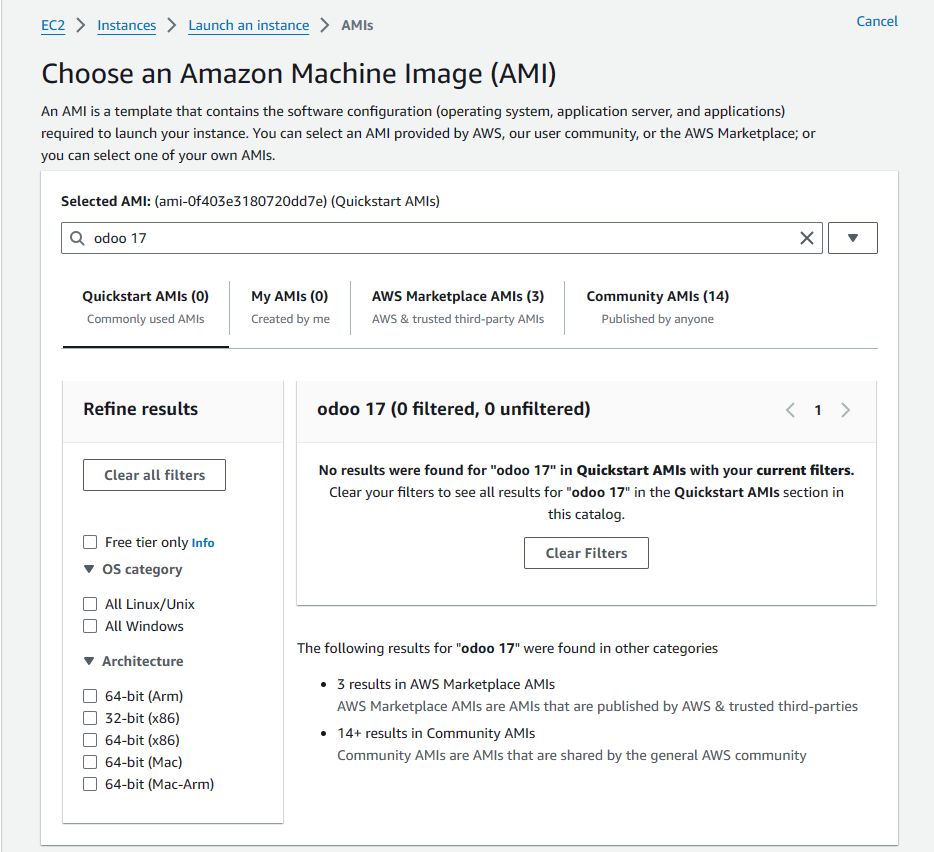 EC2 > Instances > Launch an instance > AMIs
Cancel
Choose an Amazon Machine Image (AMI)
An AMI is a template that contains the software configuration (operating system, application server, and applications)
required to launch your instance. You can select an AMI provided by AWS, our user community, or the AWS Marketplace; or
you can select one of your own AMIs.
Selected AMI: (ami-0f403e3180720dd7e) (Quickstart AMIs)
odoo 17
Quickstart AMIs (0)
Commonly used AMIs
My AMIs (0)
Created by me
AWS Marketplace AMIs (3)
AWS & trusted third-party AMIs
Community AMIs (14)
Published by anyone
Refine results
Clear all filters
Free tier only Info
OS category
All Linux/Unix
All Windows
Architecture
64-bit (Arm)
32-bit (x86)
64-bit (x86)
64-bit (Mac)
64-bit (Mac-Arm)
odoo 17 (0 filtered, 0 unfiltered)
1
No results were found for "odoo 17" in Quickstart AMIs with your current filters.
Clear your filters to see all results for "odoo 17" in the Quickstart AMIs section in
this catalog.
Clear Filters
The following results for "odoo 17" were found in other categories
• 3 results in AWS Marketplace AMIs
AWS Marketplace AMIs are AMIs that are published by AWS & trusted third-parties
• 14+ results in Community AMIs
Community AMIs are AMIs that are shared by the general AWS community